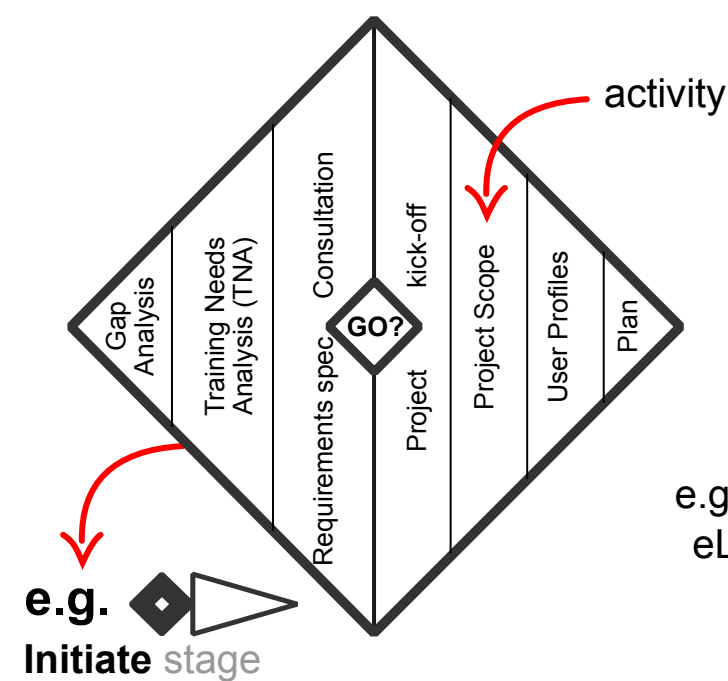 activity
Gap
Analysis
Training Needs
Analysis (TNA)
Requirements spec
Consultation
GO?
Project
kick-off
Project Scope
User Profiles
Plan
e.g
eL
e.g.
Initiate stage